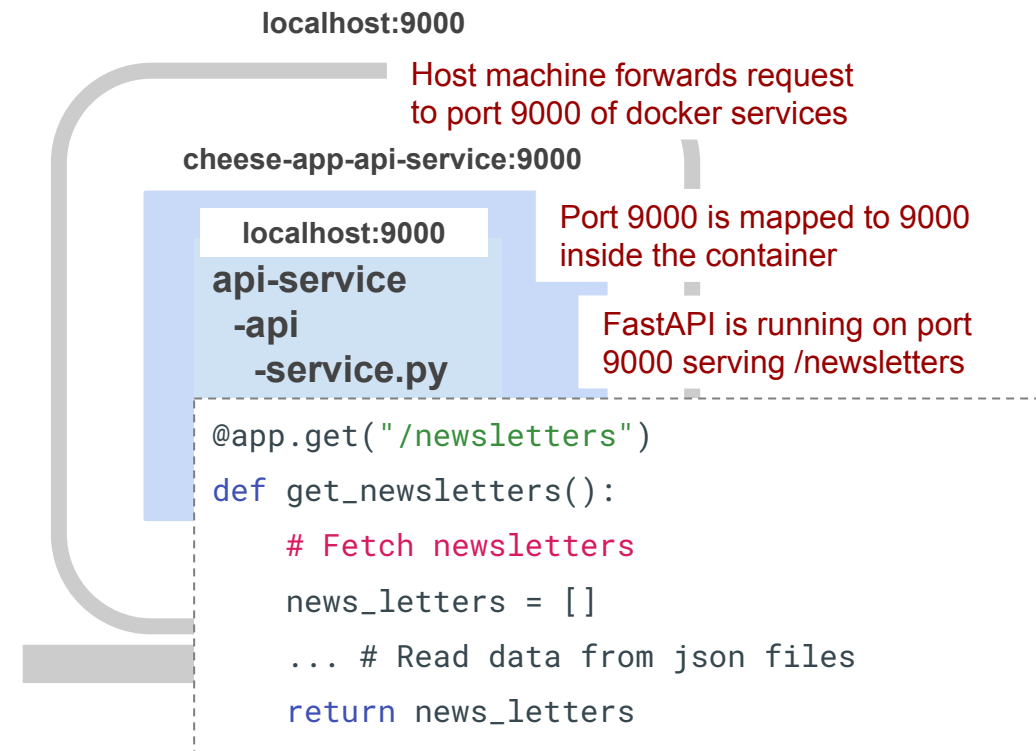 localhost:9000
Host machine forwards request
to port 9000 of docker services
cheese-app-api-service:9000
Port 9000 is mapped to 9000
inside the container
localhost:9000
api-service
-api
-service.py
FastAPI is running on port
9000 serving /newsletters
@app.get("/newsletters")
def get_newsletters():
    # Fetch newsletters
    news_letters = []
    ... # Read data from json files
    return news_letters